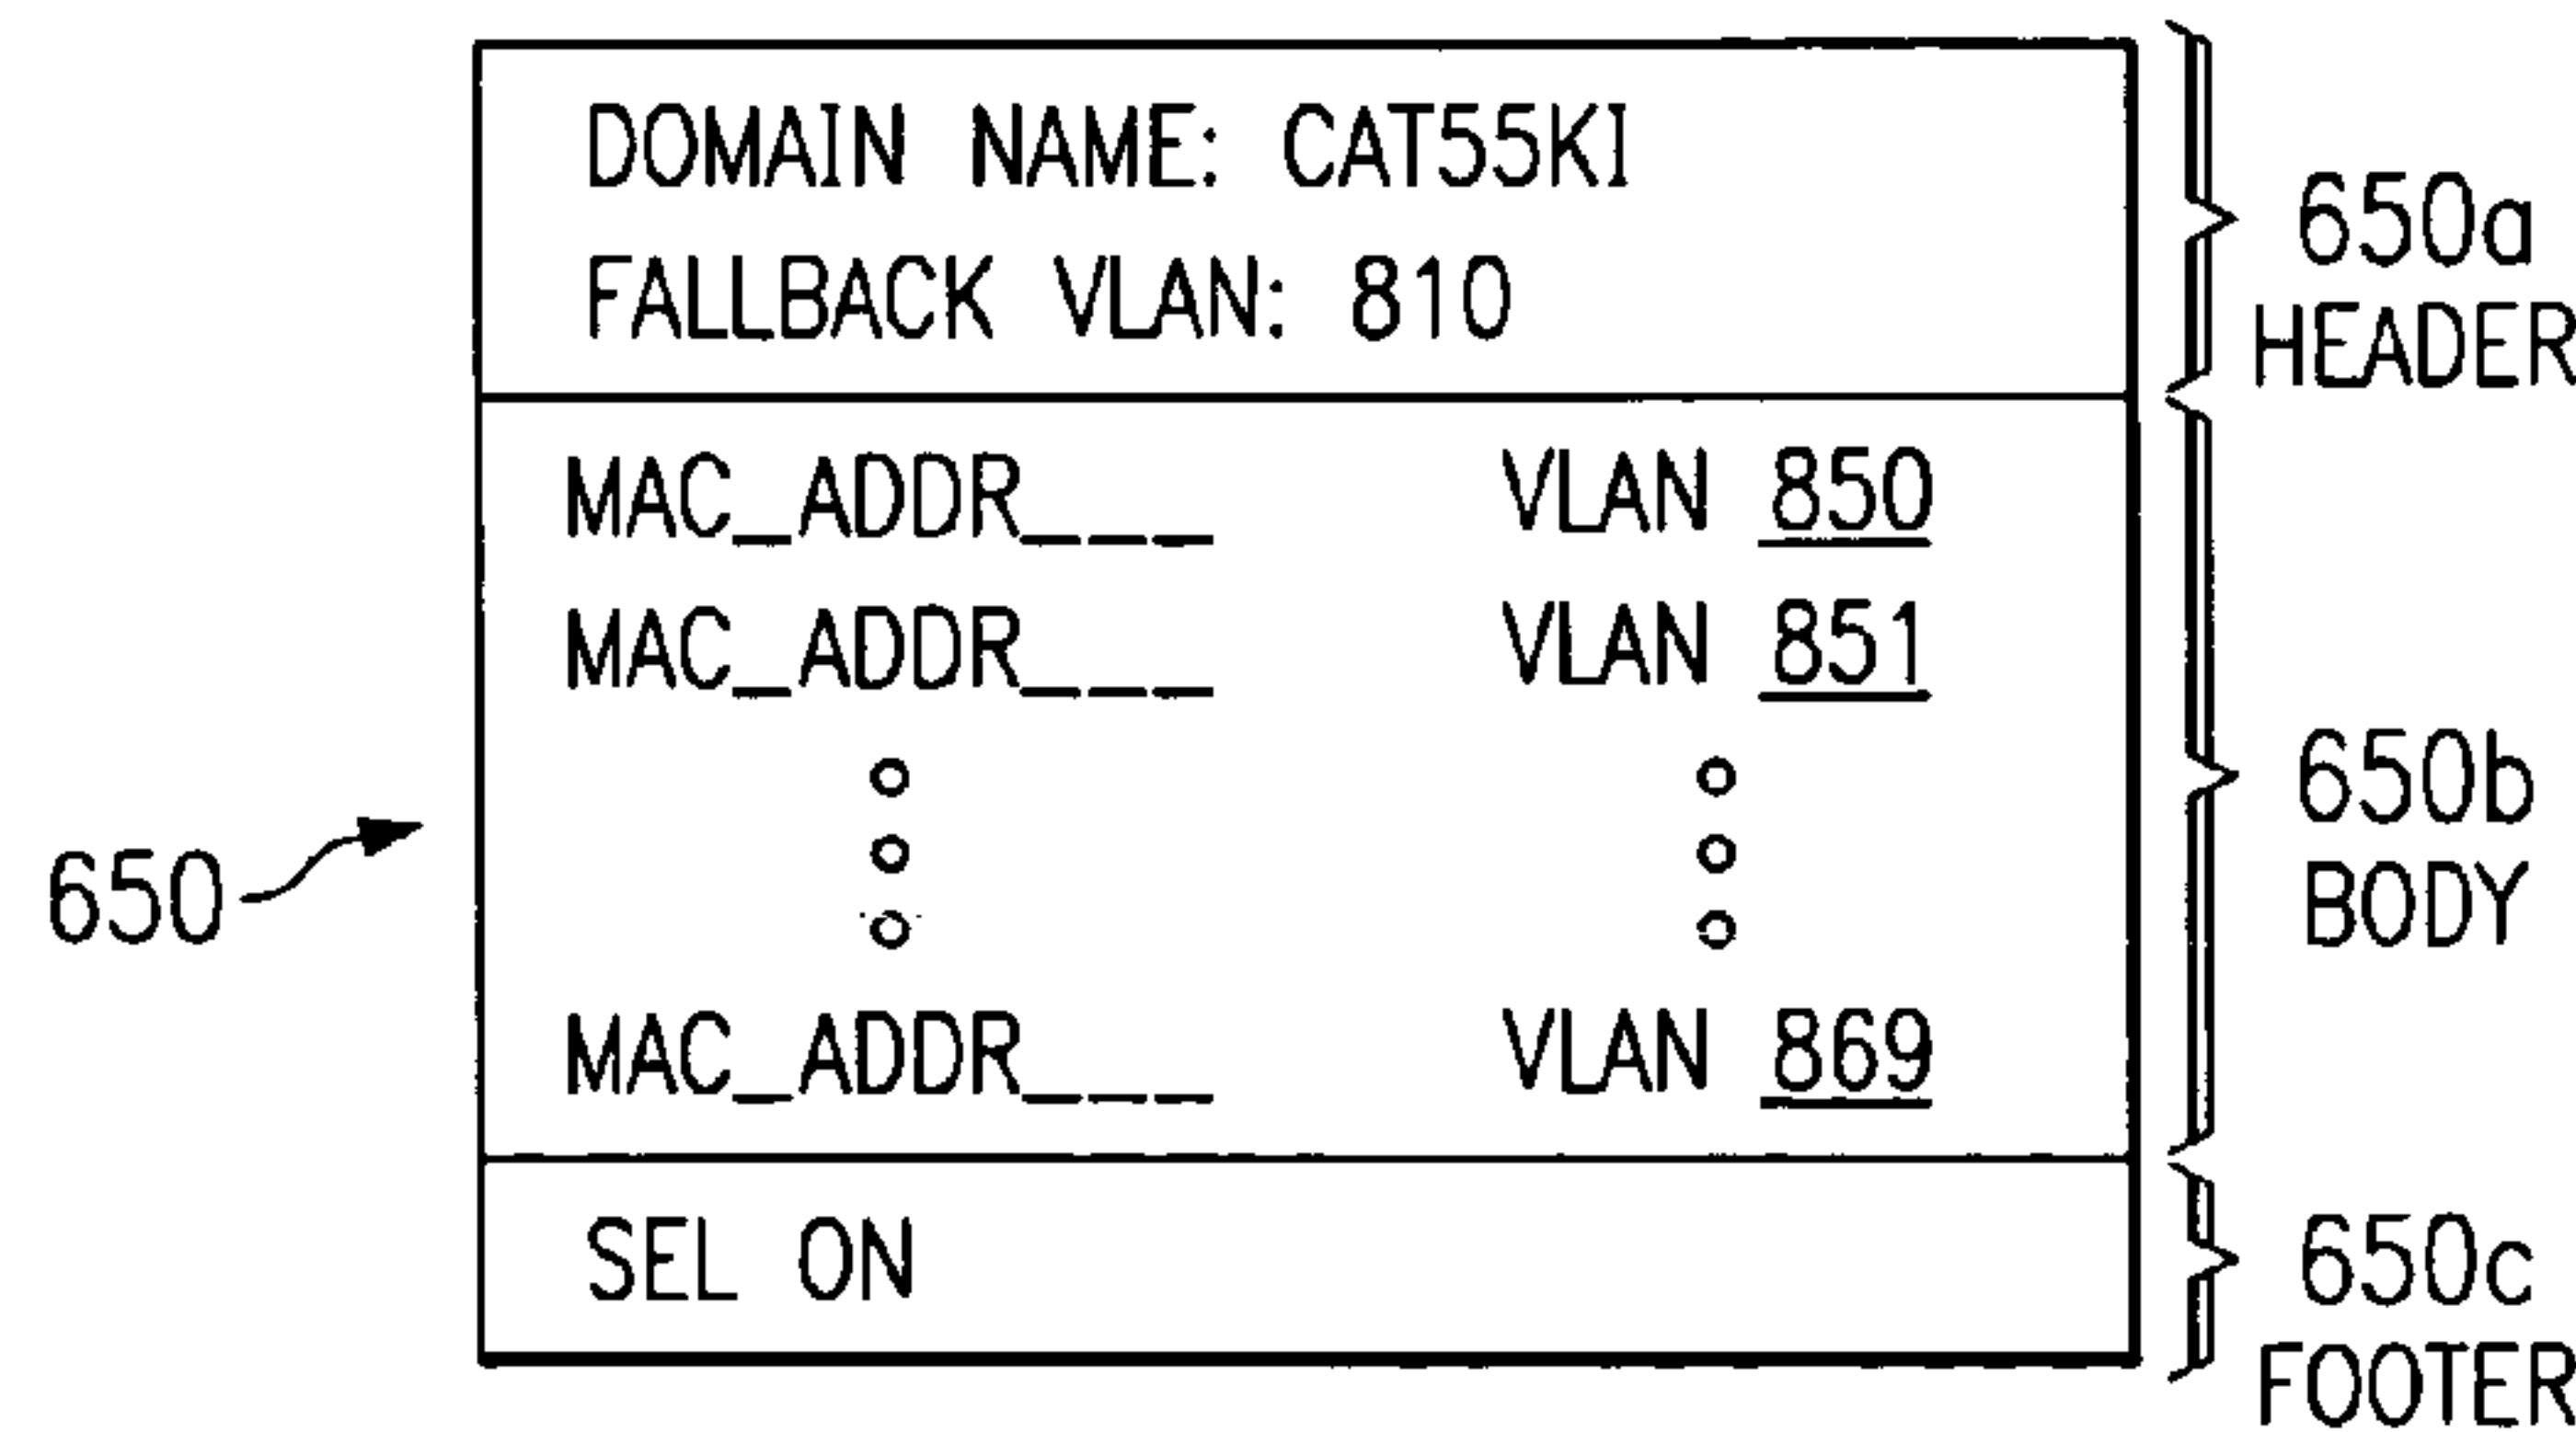 DOMAIN NAME: CAT55KI
FALLBACK VLAN: 810
650a
HEADER
MAC_ADDR___ VLAN 850
MAC_ADDR___ VLAN 851
650
650b
BODY
MAC_ADDR___ VLAN 869
SEL ON
650c
FOOTER